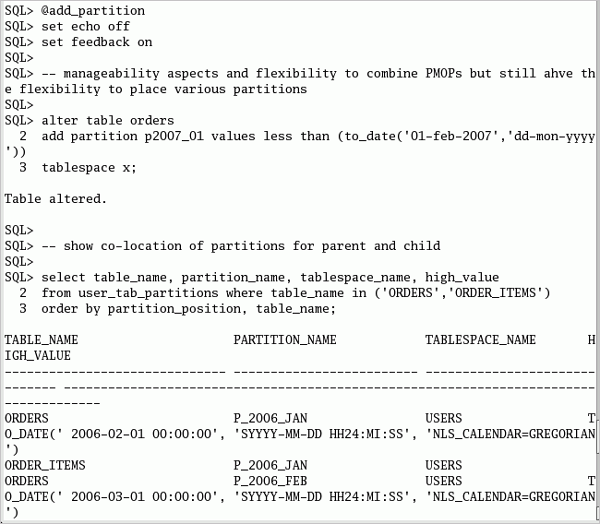 SQL> @add_partition
SQL> set echo off
SQL> set feedback on
SQL>
SQL> -- manageability aspects and flexibility to combine PMOPs but still ahve th
e flexibility to place various partitions
SQL>
SQL> alter table orders
  2  add partition p2007_01 values less than (to_date('01-feb-2007','dd-mon-yyyy
'))
  3  tablespace x;
Table altered.
SQL>
SQL> -- show co-location of partitions for parent and child
SQL>
SQL> select table_name, partition_name, tablespace_name, high_value
  2  from user_tab_partitions where table_name in ('ORDERS','ORDER_ITEMS')
  3  order by partition_position, table_name;
TABLE_NAME                     PARTITION_NAME                 TABLESPACE_NAME                H
IGH_VALUE
------------------------------ ------------------------------ ------------------------
------- ------------------------------------------------------------------------
-------------
ORDERS                         P_2006_JAN                     USERS                          T
O_DATE(' 2006-02-01 00:00:00', 'SYYYY-MM-DD HH24:MI:SS', 'NLS_CALENDAR=GREGORIAN
')
ORDER_ITEMS                    P_2006_JAN                     USERS
ORDERS                         P_2006_FEB                     USERS                          T
O_DATE(' 2006-03-01 00:00:00', 'SYYYY-MM-DD HH24:MI:SS', 'NLS_CALENDAR=GREGORIAN
')